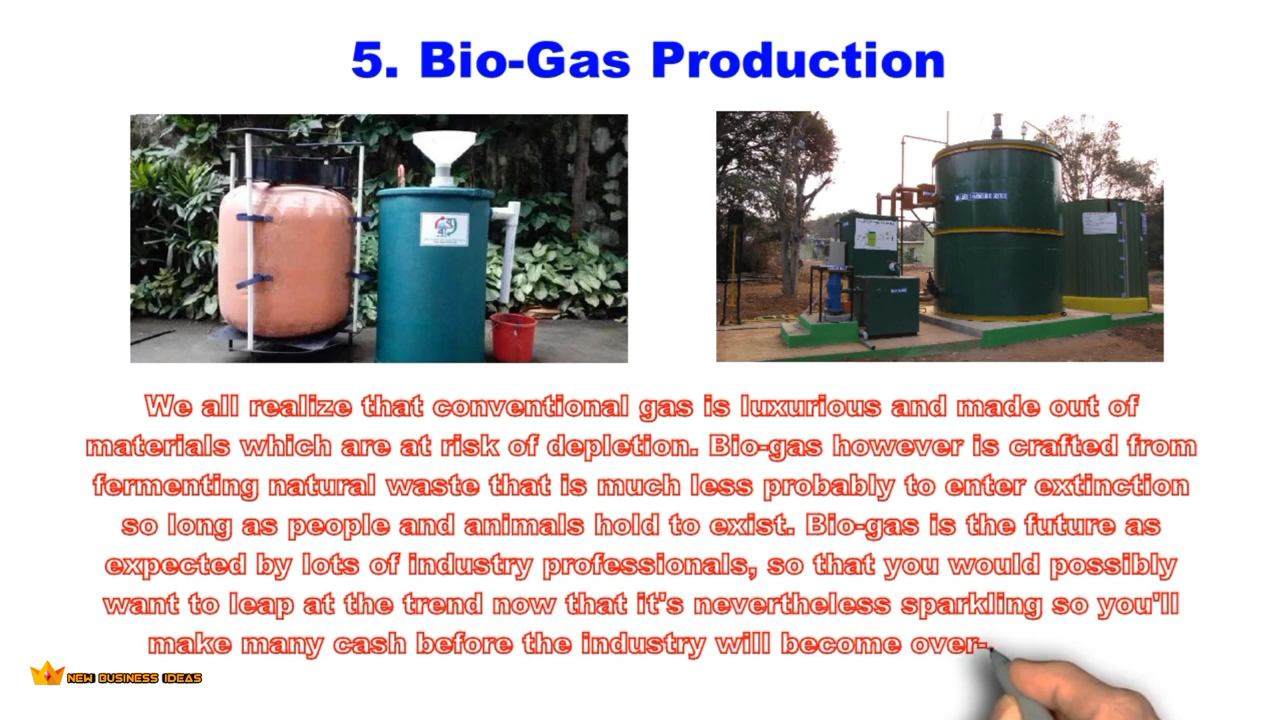 5. Bio-Gas Production
We all realize that conventional gas is luxurious and made out of
materials which are at risk of depletion. Bio-gas however is crafted from
fermenting natural waste that is much less probably to enter extinction
so long as people and animals hold to exist. Bio-gas is the future as
expected by lots of industry professionals, so that you would possibly
want to leap at the trend now that it's nevertheless sparkling so you'll
make many cash before the industry will become over-
NEW BUSINESS IDEAS